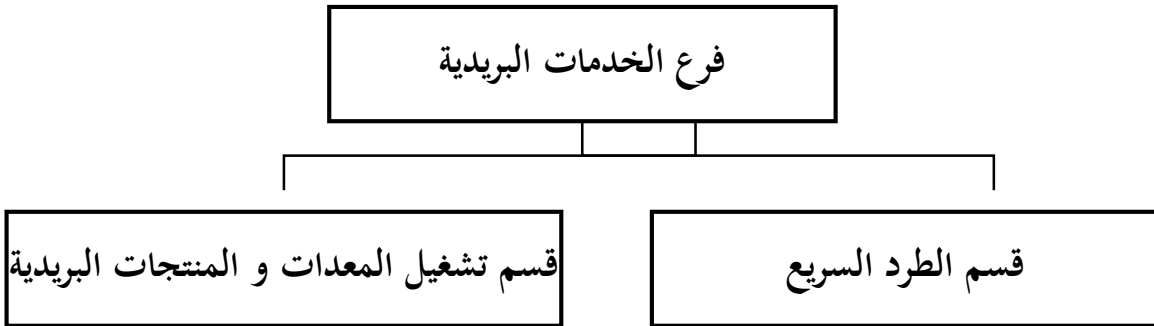 فرع الخدمات البريدية
قسم الطرد السريع
قسم تشغيل المعدات و المنتجات البريدية